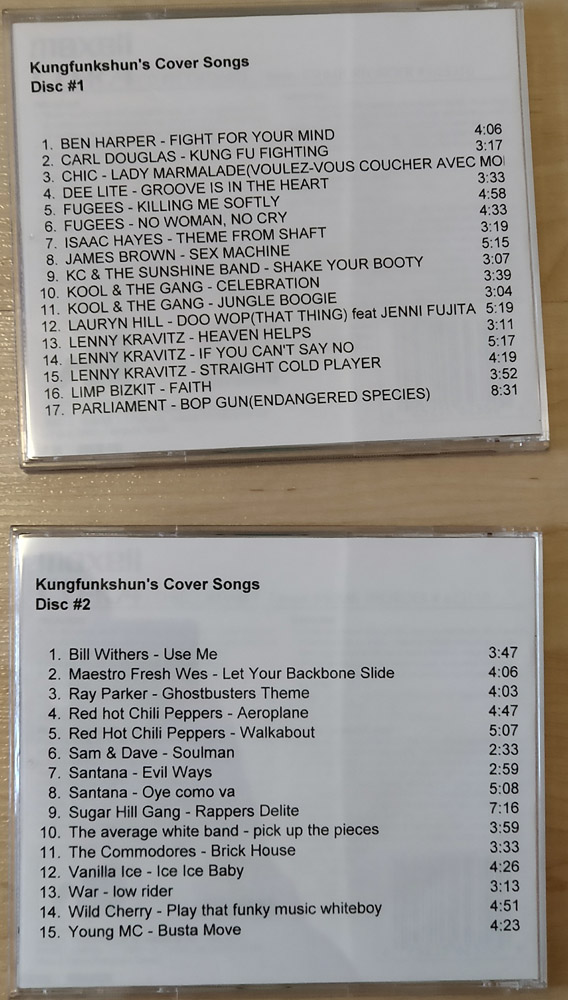 Kungfunkshun's Cover Songs
Disc #1
1. BEN HARPER - FIGHT FOR YOUR MIND 4:06
2. CARL DOUGLAS - KUNG FU FIGHTING 3:17
3. CHIC - LADY MARMALADE(VOULEZ-VOUS COUCHER AVEC MOI
4. DEE LITE - GROOVE IS IN THE HEART 3:33
5. FUGEES - KILLING ME SOFTLY 4:58
6. FUGEES - NO WOMAN, NO CRY 4:33
7. ISAAC HAYES - THEME FROM SHAFT 3:19
8. JAMES BROWN - SEX MACHINE 5:15
9. KC & THE SUNSHINE BAND - SHAKE YOUR BOOTY 3:07
10. KOOL & THE GANG - CELEBRATION 3:39
11. KOOL & THE GANG - JUNGLE BOOGIE 3:04
12. LAURYN HILL - DOO WOP(THAT THING) feat JENNI FUJITA 5:19
13. LENNY KRAVITZ - HEAVEN HELPS 3:11
14. LENNY KRAVITZ - IF YOU CAN'T SAY NO 5:17
15. LENNY KRAVITZ - STRAIGHT COLD PLAYER 4:19
16. LIMP BIZKIT - FAITH 3:52
17. PARLIAMENT - BOP GUN(ENDANGERED SPECIES) 8:31
Kungfunkshun's Cover Songs
Disc #2
1. Bill Withers - Use Me 3:47
2. Maestro Fresh Wes - Let Your Backbone Slide 4:06
3. Ray Parker - Ghostbusters Theme 4:03
4. Red hot Chili Peppers - Aeroplane 4:47
5. Red Hot Chili Peppers - Walkabout 5:07
6. Sam & Dave - Soulman 2:33
7. Santana - Evil Ways 2:59
8. Santana - Oye como va 5:08
9. Sugar Hill Gang - Rappers Delite 7:16
10. The average white band - pick up the pieces 3:59
11. The Commodores - Brick House 3:33
12. Vanilla Ice - Ice Ice Baby 4:26
13. War - low rider 3:13
14. Wild Cherry - Play that funky music whiteboy 4:51
15. Young MC - Busta Move 4:23